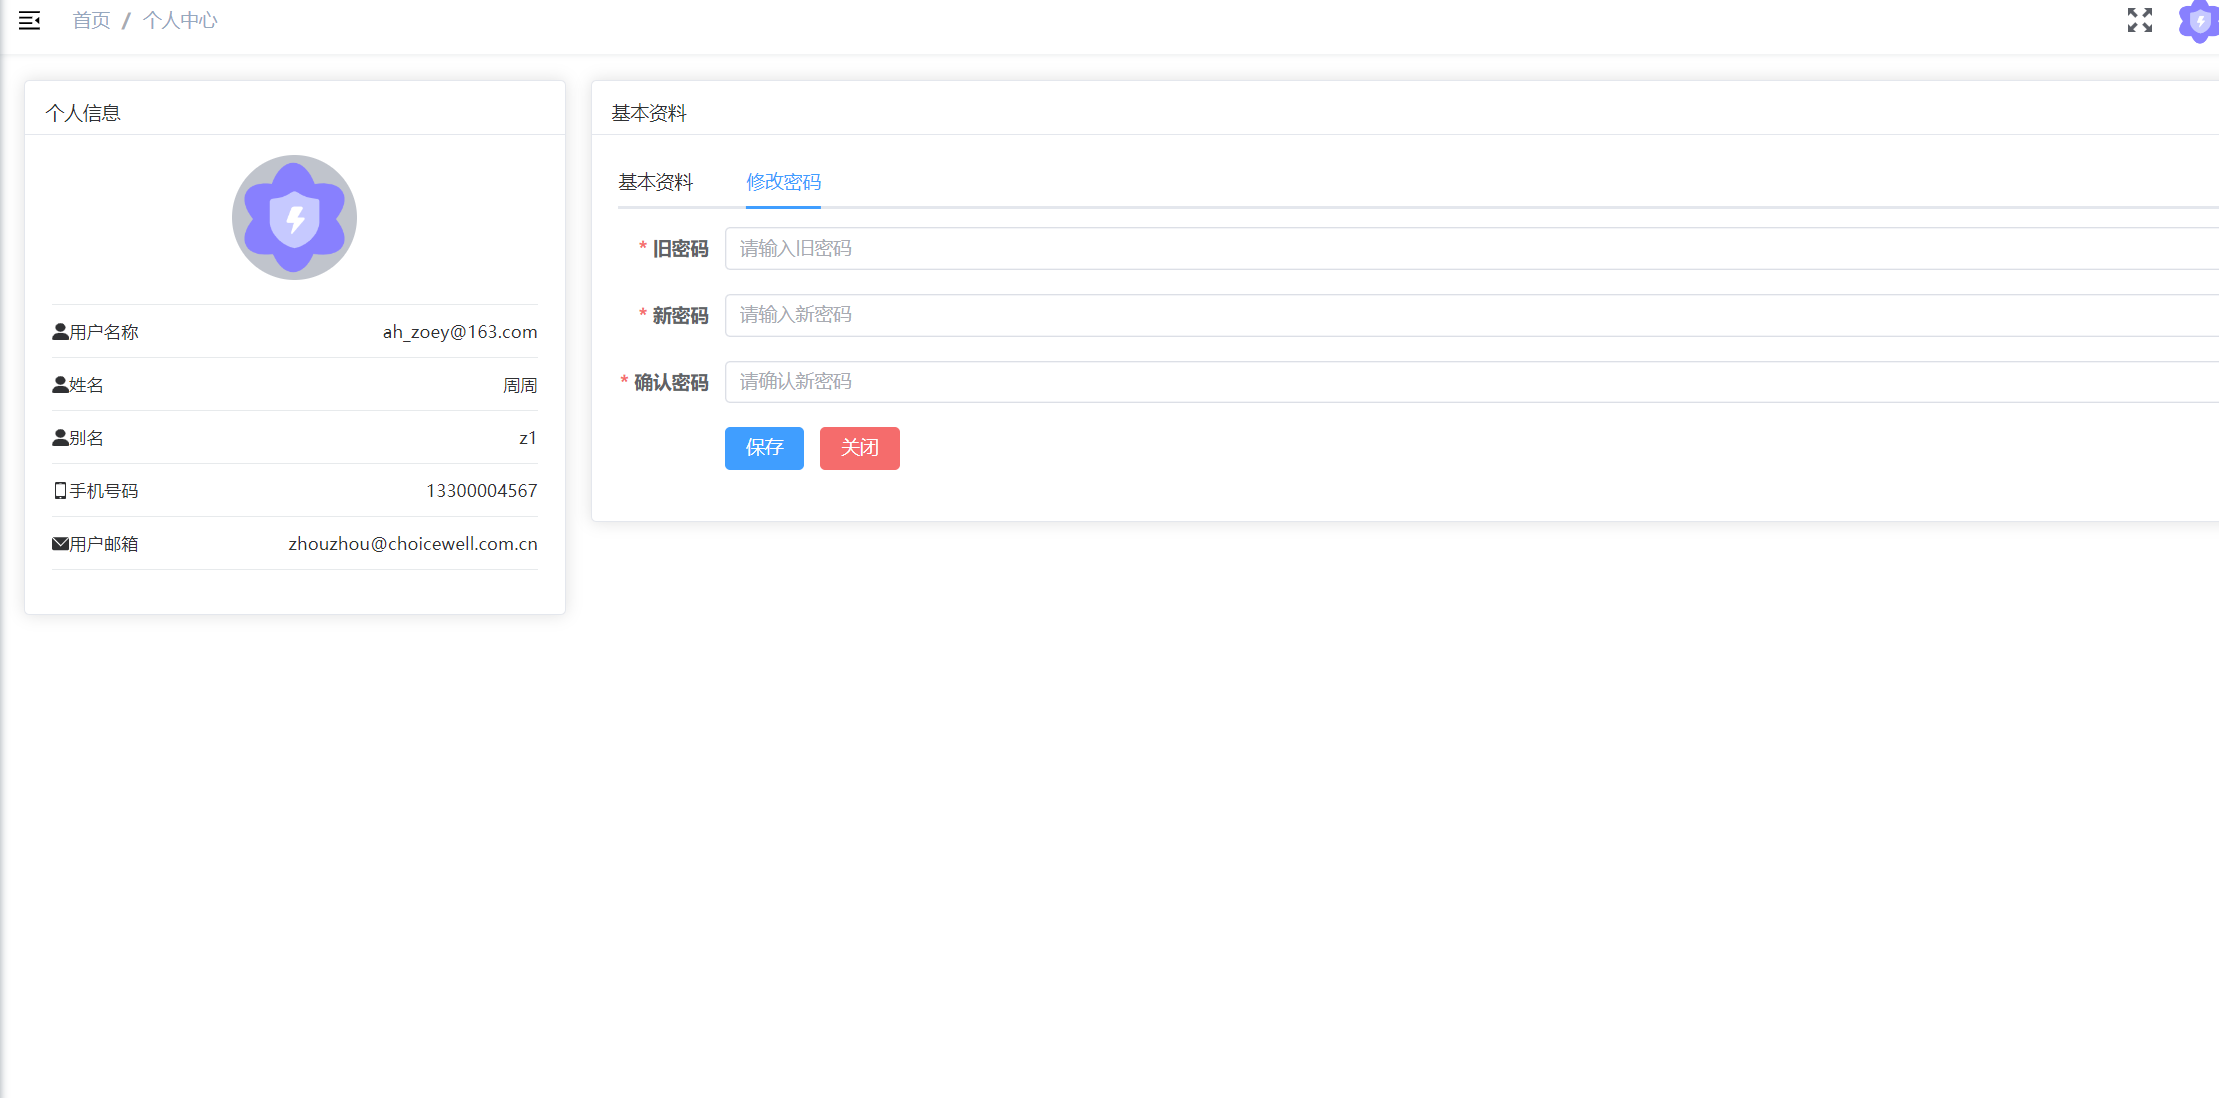 首页 / 个人中心
个人信息
用户名称 ah_zoey@163.com
姓名 周周
别名 z1
手机号码 13300004567
用户邮箱 zhouzhou@choicewell.com.cn
基本资料
基本资料 修改密码
* 旧密码 请输入旧密码
* 新密码 请输入新密码
* 确认密码 请确认新密码
保存 关闭